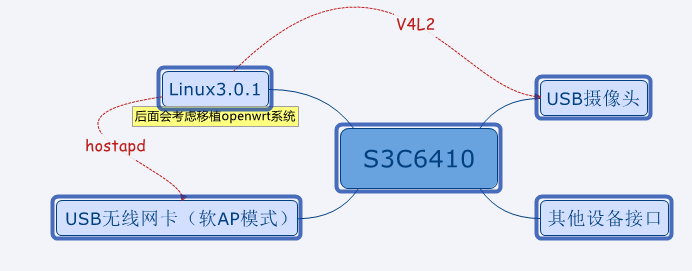 V4L2
Linux3.0.1
USB摄像头
后面会考虑移植openwrt系统
hostapd
S3C6410
USB无线网卡（软AP模式）
其他设备接口